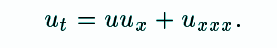 u_t = uu_x + u_{xxx}.